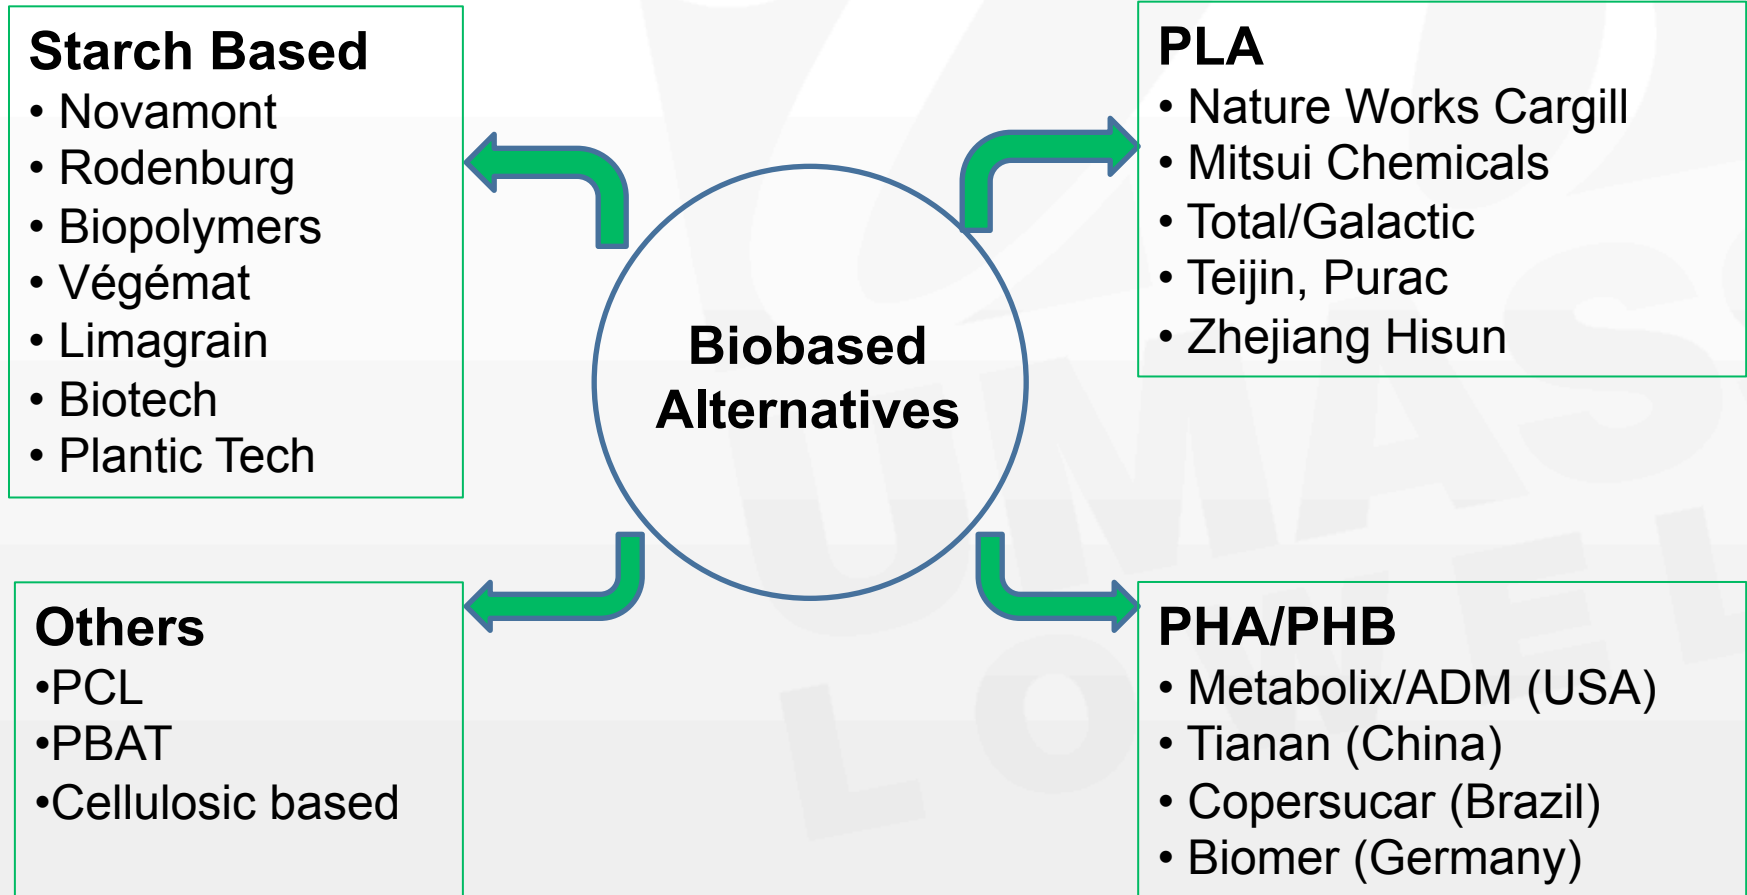 Starch Based
• Novamont
• Rodenburg
• Biopolymers
• Végémat
• Limagrain
• Biotech
• Plantic Tech
PLA
• Nature Works Cargill
• Mitsui Chemicals
• Total/Galactic
• Teijin, Purac
• Zhejiang Hisun
Biobased
Alternatives
Others
•PCL
•PBAT
•Cellulosic based
PHA/PHB
• Metabolix/ADM (USA)
• Tianan (China)
• Copersucar (Brazil)
• Biomer (Germany)
UMASS
LOWEL